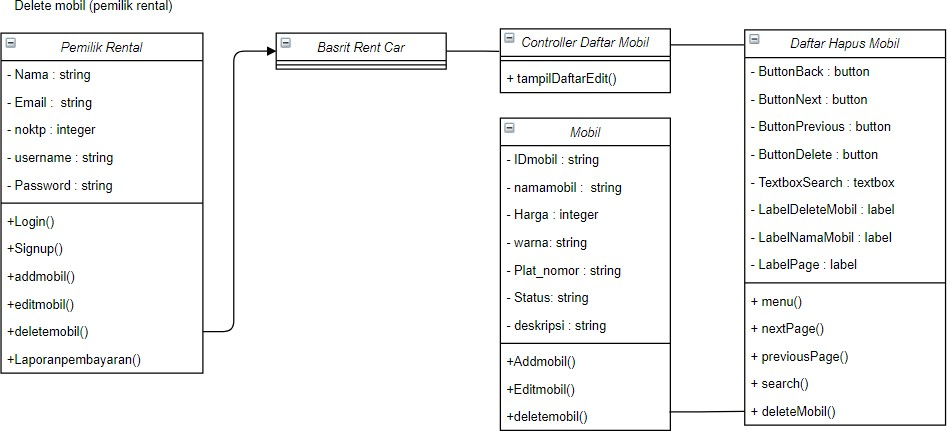 Delete mobil (pemilik rental)
Pemilik Rental
- Nama : string
- Email :  string
- noktp : integer
- username : string
- Password : string
+Login()
+Signup()
+addmobil()
+editmobil()
+deletemobil()
+Laporanpembayaran()
Basrit Rent Car
Controller Daftar Mobil
+ tampilDaftarEdit()
Mobil
- IDmobil : string
- namamobil :  string
- Harga : integer
- warna: string
- Plat_nomor : string
- Status: string
- deskripsi : string
+Addmobil()
+Editmobil()
+deletemobil()
Daftar Hapus Mobil
- ButtonBack : button
- ButtonNext : button
- ButtonPrevious : button
- ButtonDelete : button
- TextboxSearch : textbox
- LabelDeleteMobil : label
- LabelNamaMobil : label
- LabelPage : label
+ menu()
+ nextPage()
+ previousPage()
+ search()
+ deleteMobil()